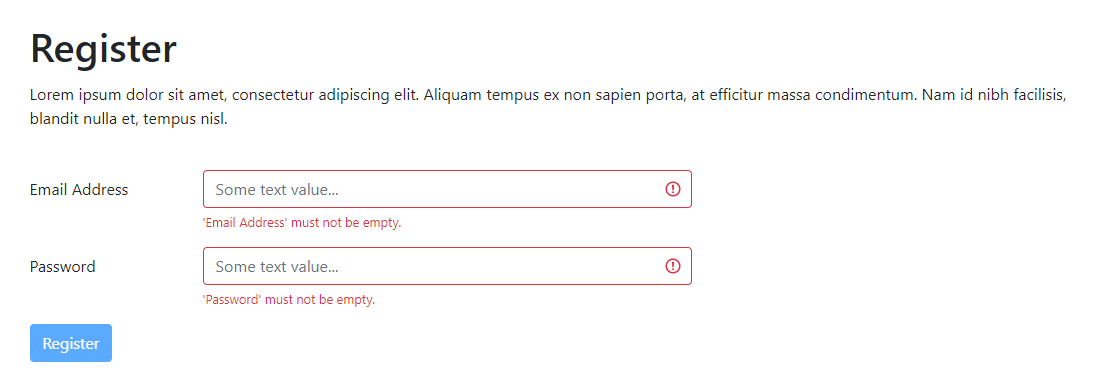 Register
Lorem ipsum dolor sit amet, consectetur adipiscing elit. Aliquam tempus ex non sapien porta, at efficitur massa condimentum. Nam id nibh facilisis,
blandit nulla et, tempus nisl.
Email Address
Some text value...
'Email Address' must not be empty.
Password
Some text value...
'Password' must not be empty.
Register